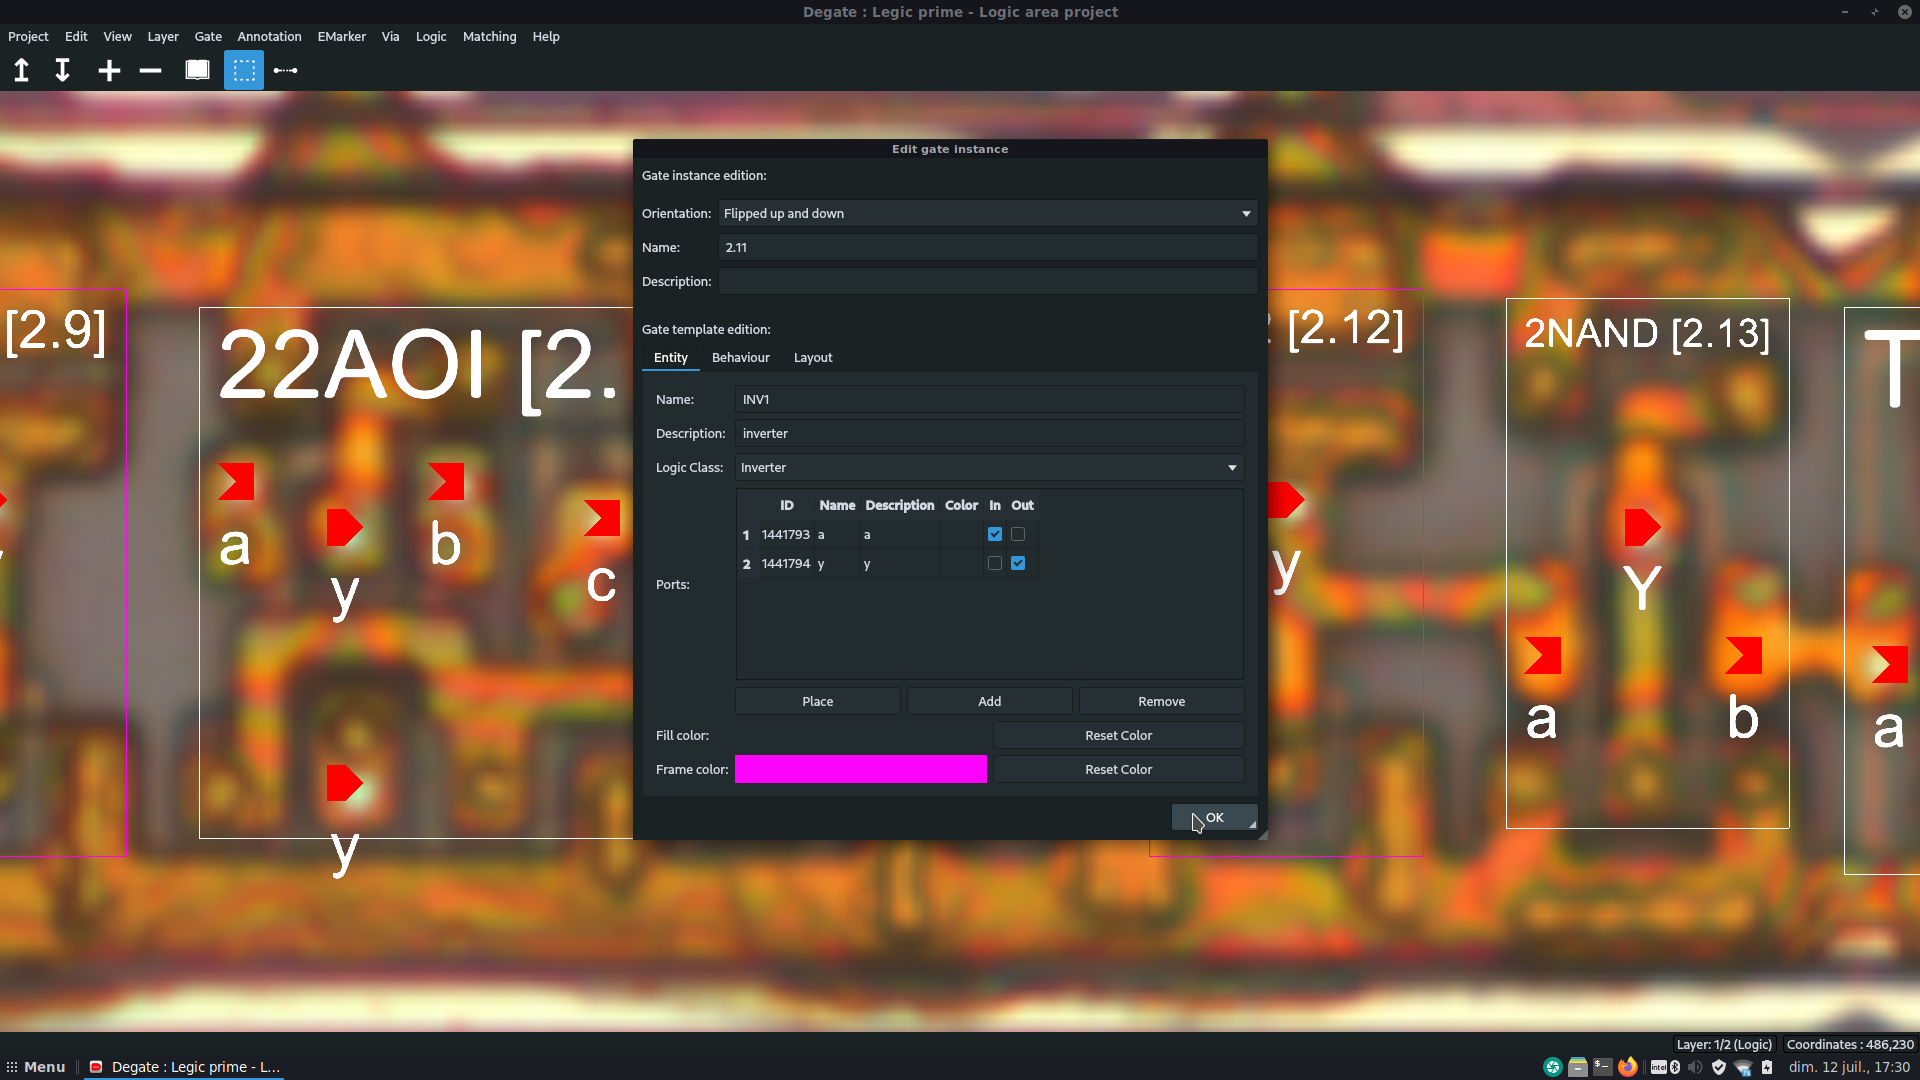 Degate : Legic prime - Logic area project
Project Edit View Layer Gate Annotation EMarker Via Logic Matching Help
Edit gate instance
Gate instance edition:
Orientation: Flipped up and down
Name: 2.11
Description:
Gate template edition:
Entity Behaviour Layout
Name: INV1
Description: inverter
Logic Class: Inverter
ID Name Description Color In Out
1 1441793 a a
2 1441794 y y
Ports:
Place Add Remove
Fill color: Reset Color
Frame color: Reset Color
OK
[2.9]
22AOI [2.
a
y
b
c
y
[2.12]
y
2NAND [2.13]
Y
a
b
T
a
Layer: 1/2 (Logic) Coordinates : 486,230
Menu Degate : Legic prime - L... intel dim. 12 juil., 17:30